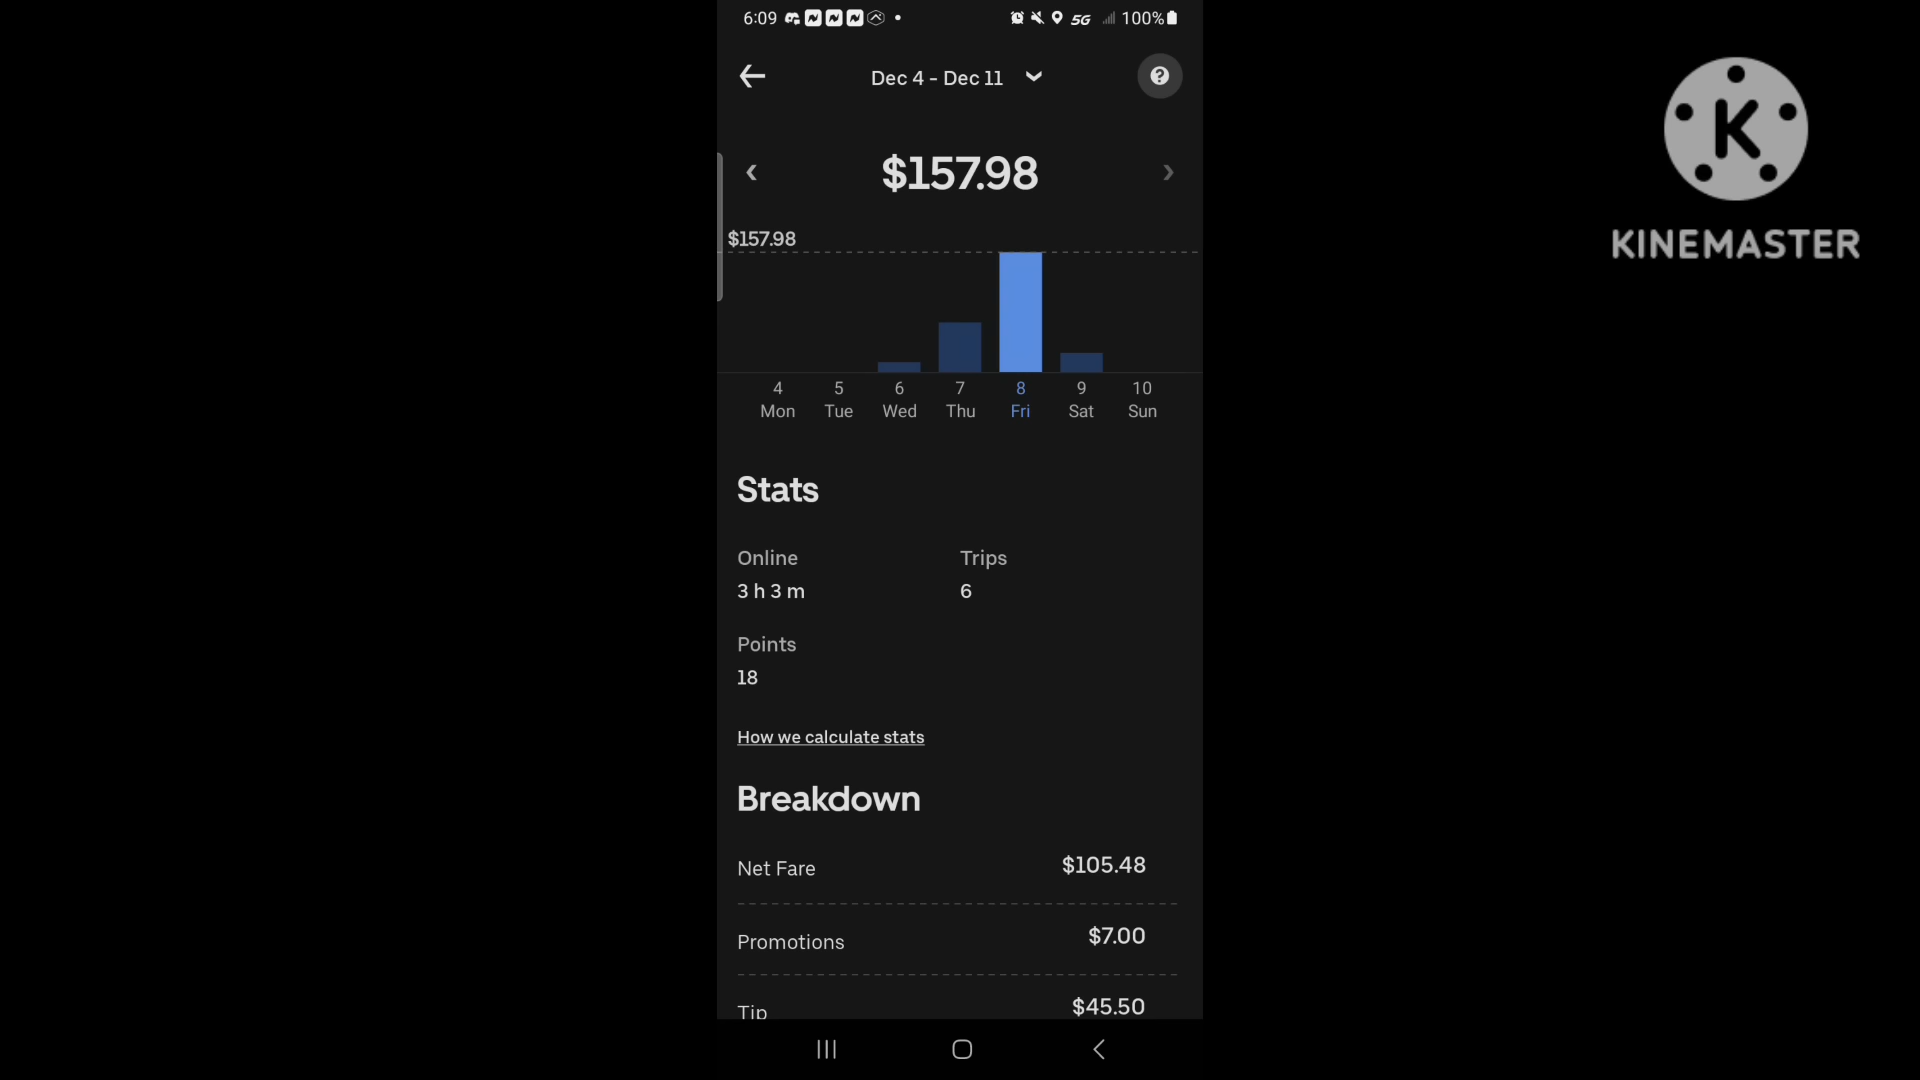 6:09 5G 100%
Dec 4 - Dec 11
$157.98
$157.98
4 5 6 7 8 9 10
Mon Tue Wed Thu Fri Sat Sun
Stats
Online Trips
3 h 3 m 6
Points
18
How we calculate stats
Breakdown
Net Fare $105.48
Promotions $7.00
Tip $45.50
K
KINEMASTER